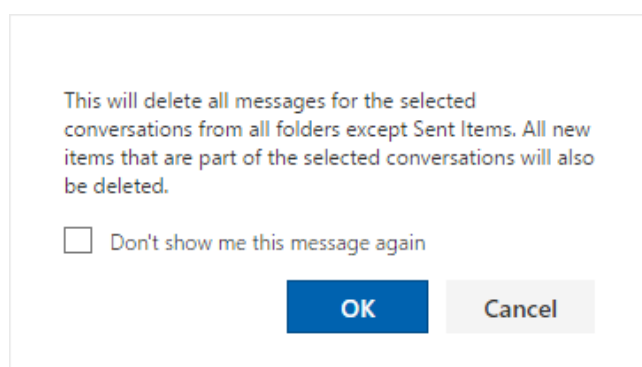 This will delete all messages for the selected
conversations from all folders except Sent Items. All new
items that are part of the selected conversations will also
be deleted.
Don't show me this message again
OK Cancel